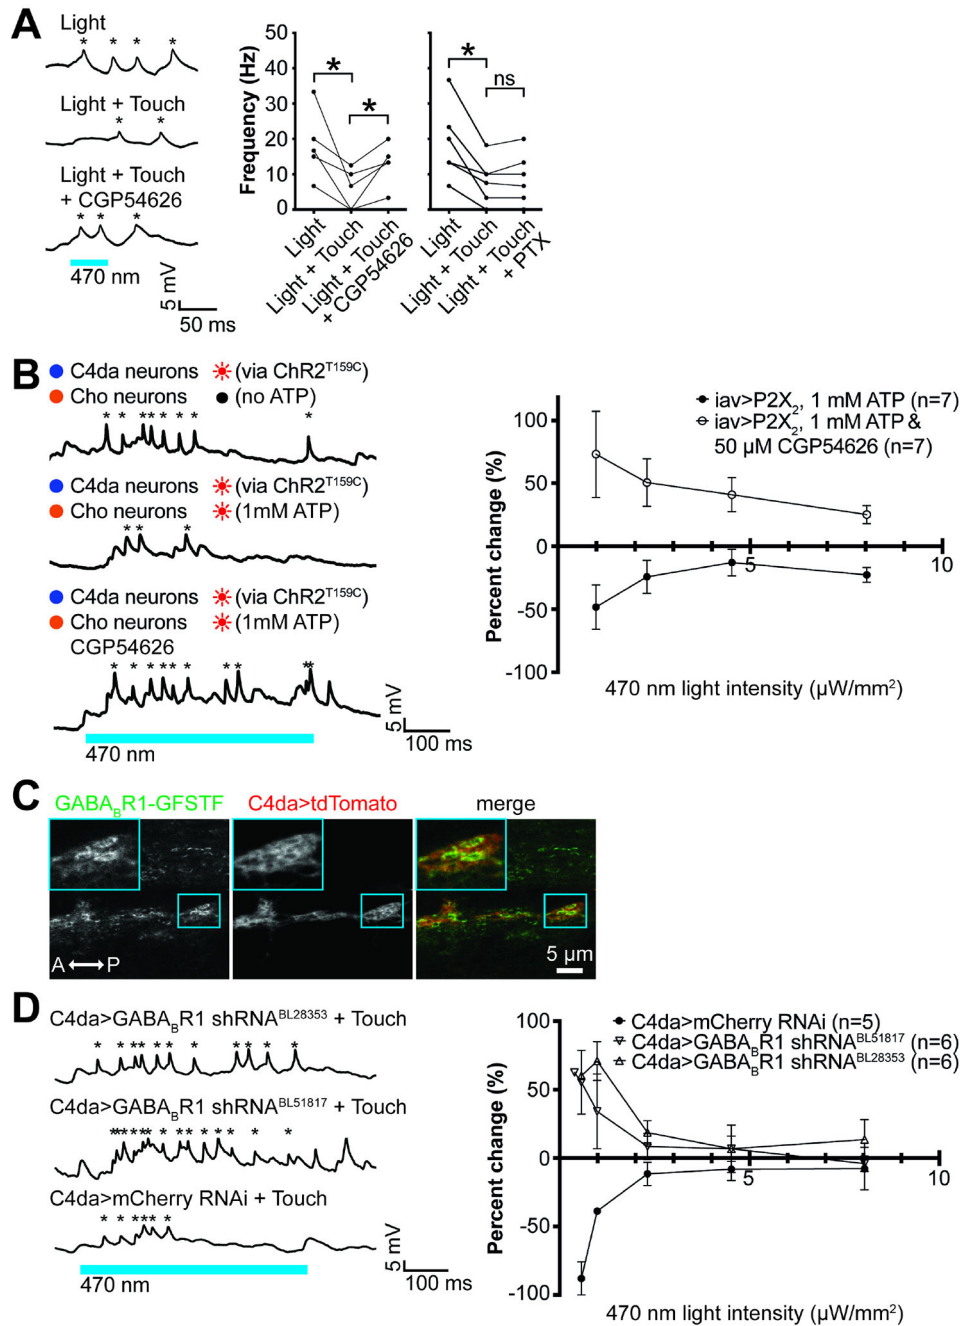 A
Light
* * * *
Light + Touch
* *
Light + Touch
+ CGP54626
* * *
470 nm
5 mV
50 ms
Frequency (Hz)
50
40
30
20
10
0
*
*
*
ns
Light
Light + Touch
Light + Touch
+ CGP54626
Light
Light + Touch
Light + Touch
+ PTX
B
C4da neurons (via ChR2T159C)
Cho neurons (no ATP)
* * * * * * * *
C4da neurons (via ChR2T159C)
Cho neurons (1mM ATP)
* * *
C4da neurons (via ChR2T159C)
Cho neurons (1mM ATP)
CGP54626
* * * * * * * * * *
470 nm
5 mV
100 ms
iav>P2X2, 1 mM ATP (n=7)
iav>P2X2, 1 mM ATP &
50 µM CGP54626 (n=7)
Percent change (%)
100
50
0
-50
-100
5
10
470 nm light intensity (µW/mm2)
C
GABABR1-GFSTF
C4da>tdTomato
merge
A P
5 µm
D
C4da>GABABR1 shRNABL28353 + Touch
* * * * * * * * * * *
C4da>GABABR1 shRNABL51817 + Touch
* * * * * * * * * * * * * *
C4da>mCherry RNAi + Touch
* * * * * *
470 nm
5 mV
100 ms
C4da>mCherry RNAi (n=5)
C4da>GABABR1 shRNABL51817 (n=6)
C4da>GABABR1 shRNABL28353 (n=6)
Percent change (%)
100
50
0
-50
-100
5
10
470 nm light intensity (µW/mm2)